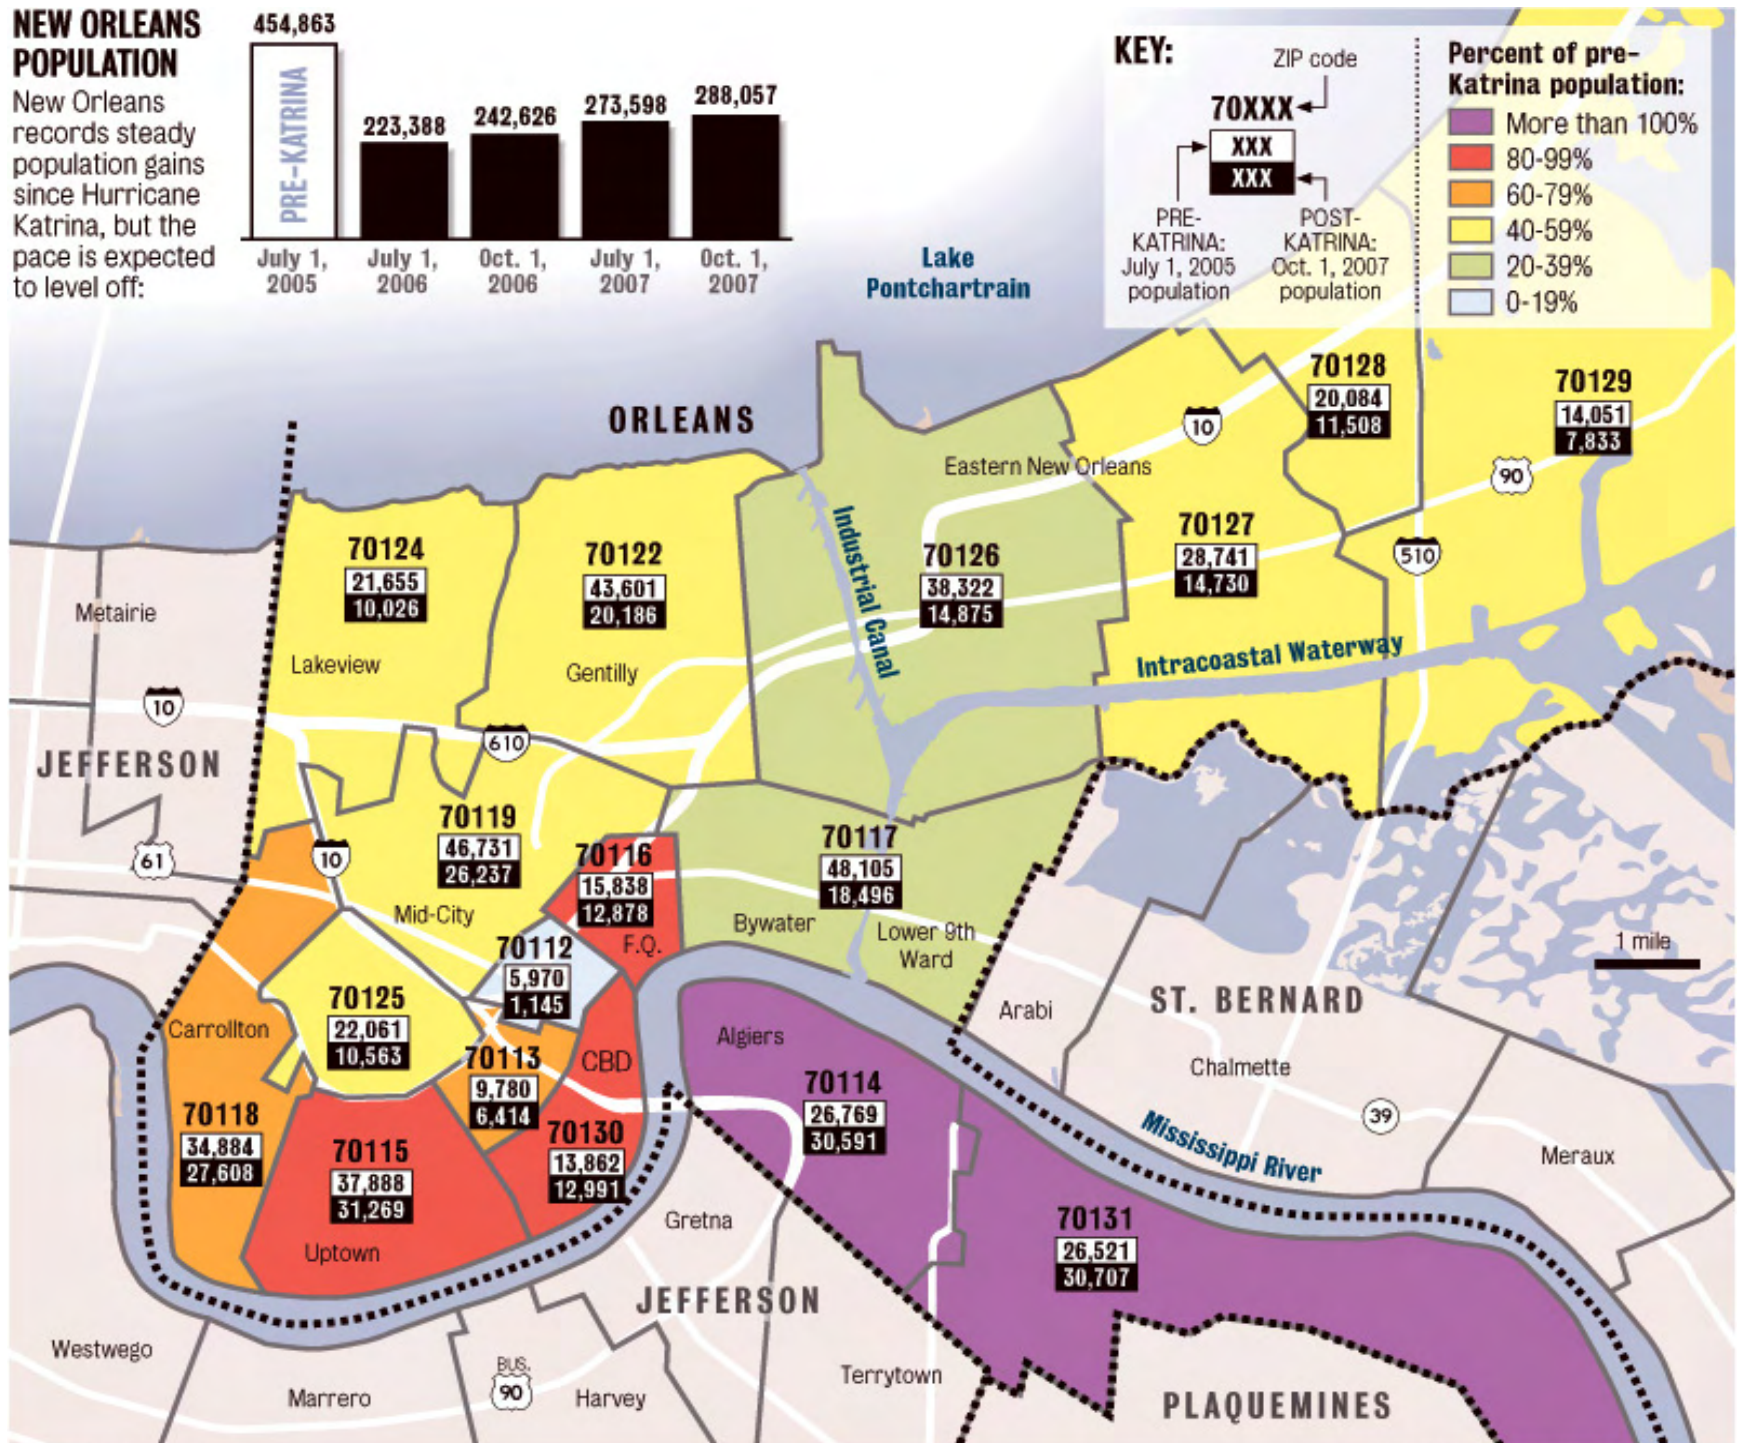 NEW ORLEANS
POPULATION
New Orleans
records steady
population gains
since Hurricane
Katrina, but the
pace is expected
to level off:
454,863
223,388
242,626
273,598
288,057
PRE-KATRINA
July 1,
2005
July 1,
2006
Oct. 1,
2006
July 1,
2007
Oct. 1,
2007
KEY:
ZIP code
70XXX
XXX
XXX
PRE-
KATRINA:
July 1, 2005
population
POST-
KATRINA:
Oct. 1, 2007
population
Percent of pre-
Katrina population:
More than 100%
80-99%
60-79%
40-59%
20-39%
0-19%
Lake
Pontchartrain
ORLEANS
70128
20,084
11,508
70129
14,051
7,833
10
90
Eastern New Orleans
70124
21,655
10,026
Lakeview
70122
43,601
20,186
Gentilly
Industrial Canal
70126
38,322
14,875
70127
28,741
14,730
510
Intracoastal Waterway
Metairie
10
JEFFERSON
610
61
10
70119
46,731
26,237
Mid-City
70116
15,838
12,878
F.Q.
70117
48,105
18,496
Bywater
Lower 9th
Ward
70112
5,970
1,145
1 mile
Arabi
ST. BERNARD
Chalmette
39
Meraux
Mississippi River
Carrollton
70125
22,061
10,563
70113
9,780
6,414
CBD
Algiers
70114
26,769
30,591
70118
34,884
27,608
70115
37,888
31,269
Uptown
70130
13,862
12,991
Gretna
70131
26,521
30,707
JEFFERSON
Westwego
Marrero
BUS.
90
Harvey
Terrytown
PLAQUEMINES